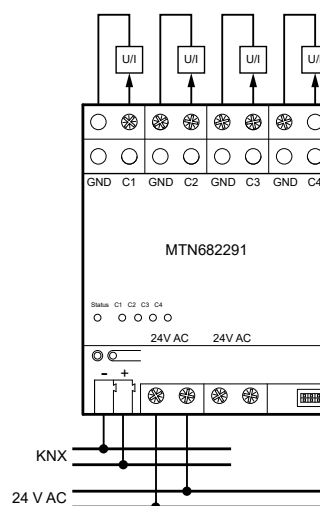 U/I U/I U/I U/I
GND C1 GND C2 GND C3 GND C4
MTN682291
Status C1 C2 C3 C4
24V AC 24V AC
- +
KNX
24 V AC